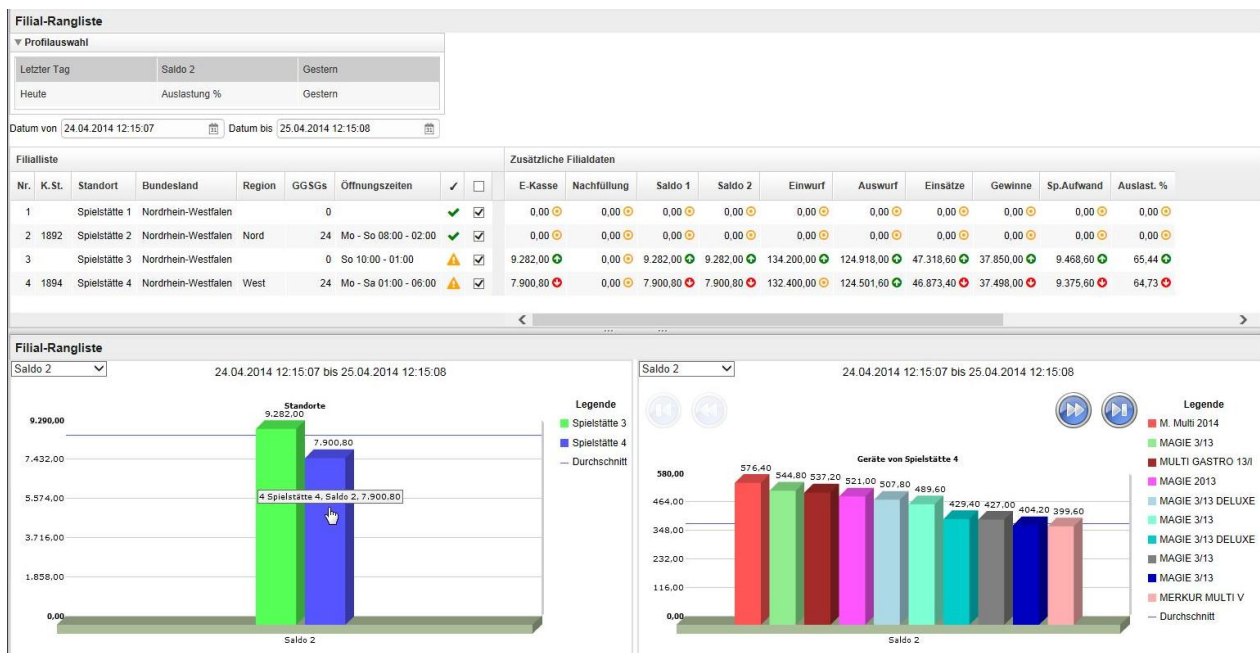 Filial-Rangliste
Profilauswahl
Letzter Tag Saldo 2 Gestern
Heute Auslastung % Gestern
Datum von 24.04.2014 12:15:07 Datum bis 25.04.2014 12:15:08
Filialliste Zusätzliche Filialdaten
Nr. K.St. Standort Bundesland Region GGSGs Öffnungszeiten E-Kasse Nachfüllung Saldo 1 Saldo 2 Einwurf Auswurf Einsätze Gewinne Sp.Aufwand Auslast. %
1 Spielstätte 1 Nordrhein-Westfalen 0 0,00 0,00 0,00 0,00 0,00 0,00 0,00 0,00 0,00 0,00
2 1892 Spielstätte 2 Nordrhein-Westfalen Nord 24 Mo - So 08:00 - 02:00 0,00 0,00 0,00 0,00 0,00 0,00 0,00 0,00 0,00 0,00
3 Spielstätte 3 Nordrhein-Westfalen 0 So 10:00 - 01:00 9.282,00 0,00 9.282,00 9.282,00 134.200,00 124.918,00 47.318,60 37.850,00 9.468,60 65,44
4 1894 Spielstätte 4 Nordrhein-Westfalen West 24 Mo - Sa 01:00 - 06:00 7.900,80 0,00 7.900,80 7.900,80 132.400,00 124.501,60 46.873,40 37.498,00 9.375,60 64,73
Filial-Rangliste
Saldo 2 24.04.2014 12:15:07 bis 25.04.2014 12:15:08
Standorte
9.290,00
7.432,00
5.574,00
3.716,00
1.858,00
0,00
9.282,00
7.900,80
4 Spielstätte 4, Saldo 2, 7.900,80
Saldo 2
Legende
Spielstätte 3
Spielstätte 4
Durchschnitt
Saldo 2 24.04.2014 12:15:07 bis 25.04.2014 12:15:08
Geräte von Spielstätte 4
580,00
464,00
348,00
232,00
116,00
0,00
576,40 544,80 537,20 521,00 507,80 489,60 429,40 427,00 404,20 399,60
Saldo 2
Legende
M. Multi 2014
MAGIE 3/13
MULTI GASTRO 13/I
MAGIE 2013
MAGIE 3/13 DELUXE
MAGIE 3/13
MAGIE 3/13 DELUXE
MAGIE 3/13
MAGIE 3/13
MERKUR MULTI V
Durchschnitt